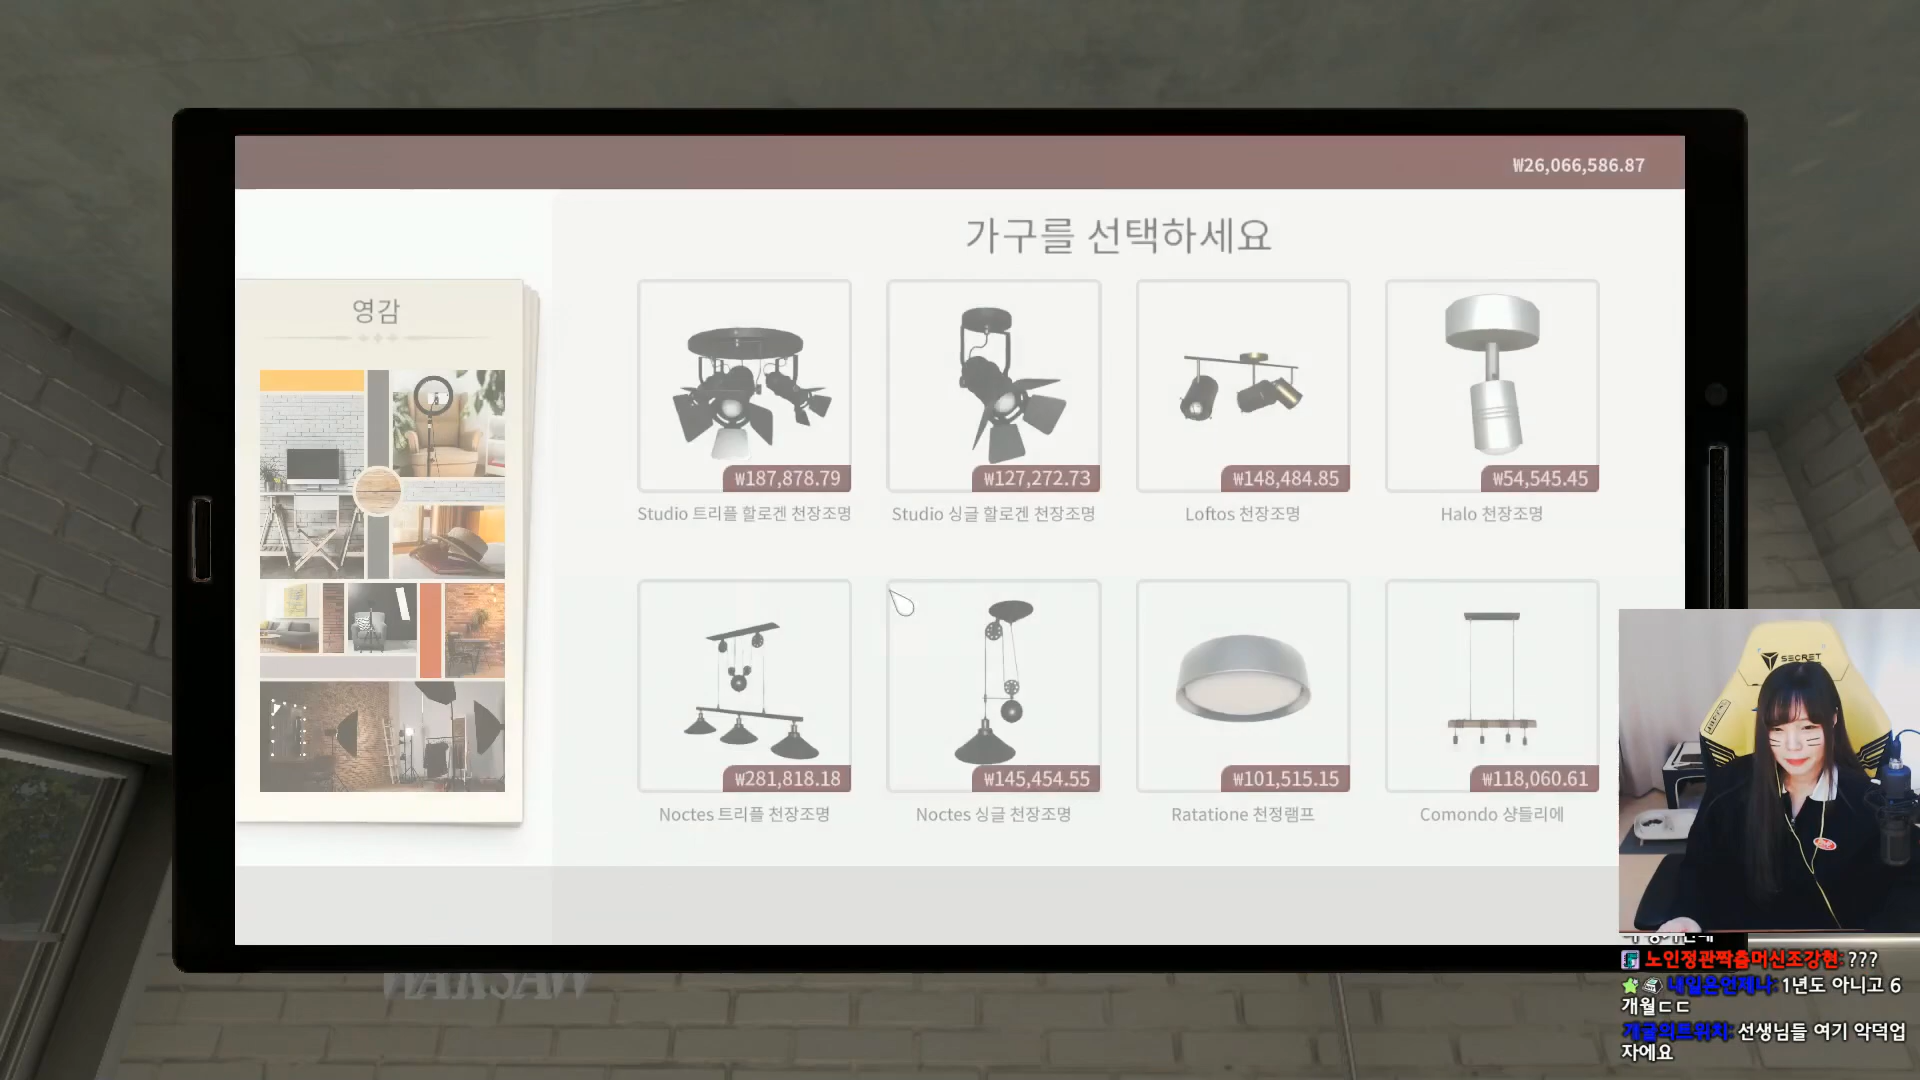 ₩26,066,586.87
가구를 선택하세요
영감
₩187,878.79
₩127,272.73
₩148,484.85
₩54,545.45
Studio 트리플 할로겐 천장조명
Studio 싱글 할로겐 천장조명
Loftos 천장조명
Halo 천장조명
₩281,818.18
₩145,454.55
₩101,515.15
₩118,060.61
Noctes 트리플 천장조명
Noctes 싱글 천장조명
Ratatione 천정램프
Comondo 샹들리에
SECRET
WARSAW
노인정관짝춤머신조강현: ???
내일은언제나: 1년도 아니고 6
개월ㄷㄷ
개굴의트위치: 선생님들 여기 악덕업
자에요